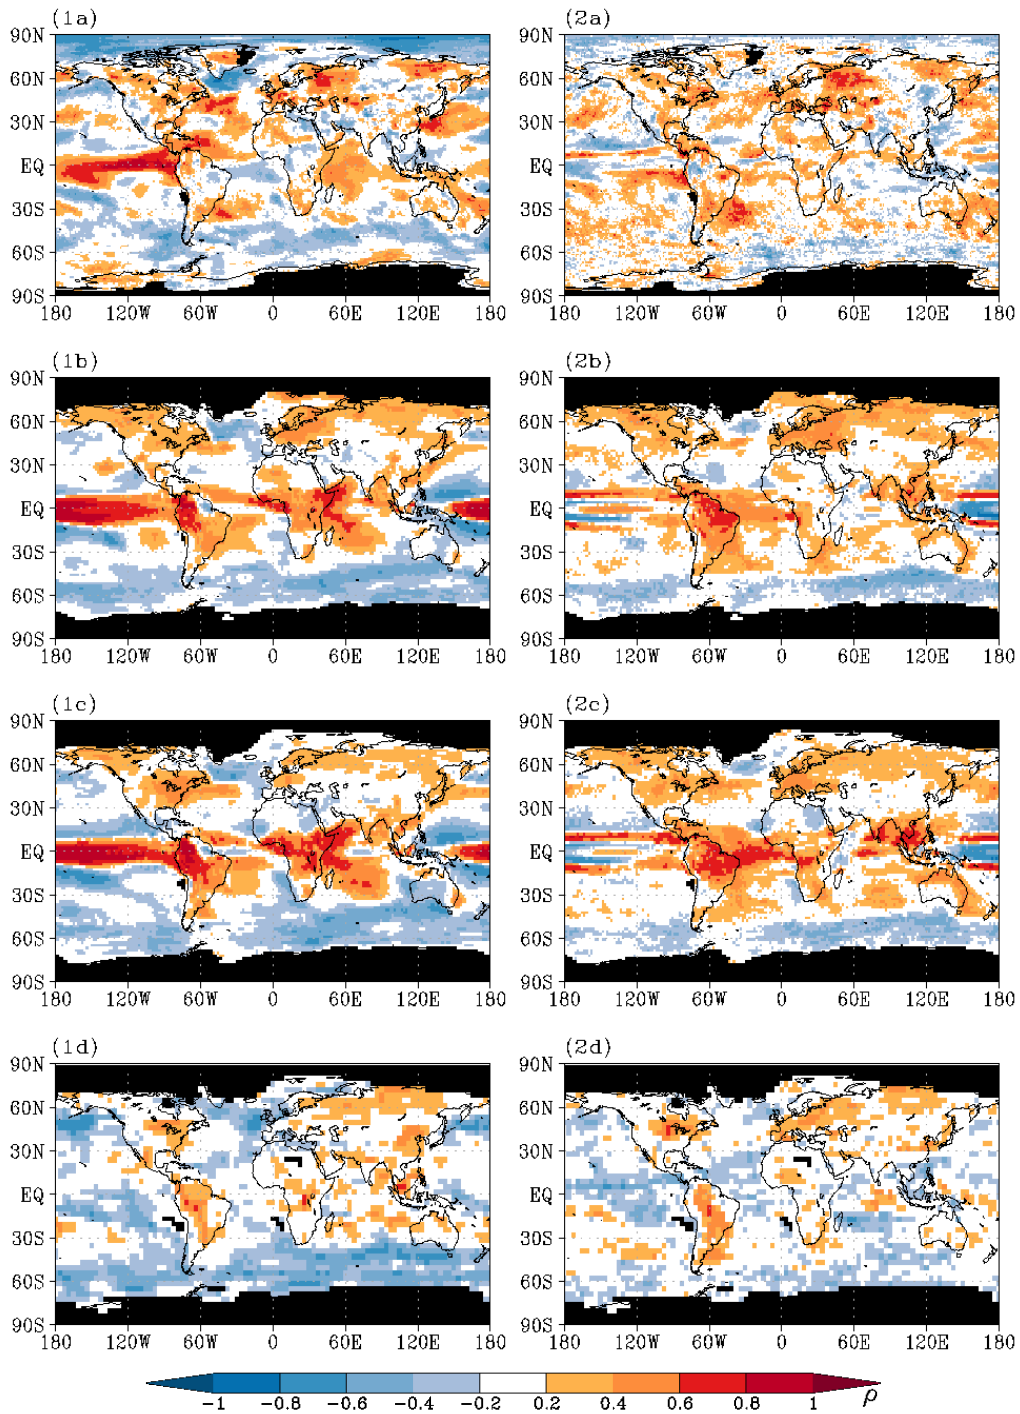 (1a) (2a)
90N 90N
60N 60N
30N 30N
EQ EQ
30S 30S
60S 60S
90S 90S
180 120W 60W 0 60E 120E 180 180 120W 60W 0 60E 120E 180
(1b) (2b)
90N 90N
60N 60N
30N 30N
EQ EQ
30S 30S
60S 60S
90S 90S
180 120W 60W 0 60E 120E 180 180 120W 60W 0 60E 120E 180
(1c) (2c)
90N 90N
60N 60N
30N 30N
EQ EQ
30S 30S
60S 60S
90S 90S
180 120W 60W 0 60E 120E 180 180 120W 60W 0 60E 120E 180
(1d) (2d)
90N 90N
60N 60N
30N 30N
EQ EQ
30S 30S
60S 60S
90S 90S
180 120W 60W 0 60E 120E 180 180 120W 60W 0 60E 120E 180
-1 -0.8 -0.6 -0.4 -0.2 0.2 0.4 0.6 0.8 1 ρ